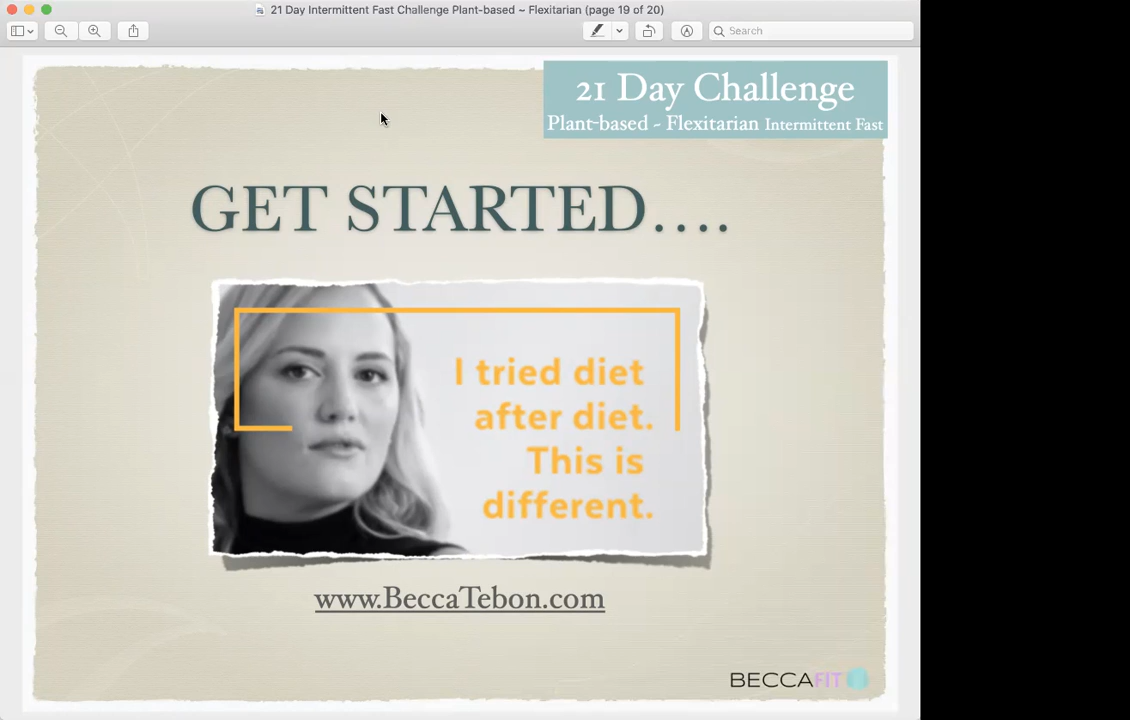 21 Day Intermittent Fast Challenge Plant-based ~ Flexitarian (page 19 of 20)
Search
21 Day Challenge
Plant-based - Flexitarian Intermittent Fast
GET STARTED....
I tried diet
after diet.
This is
different.
www.BeccaTebon.com
BECCAFIT